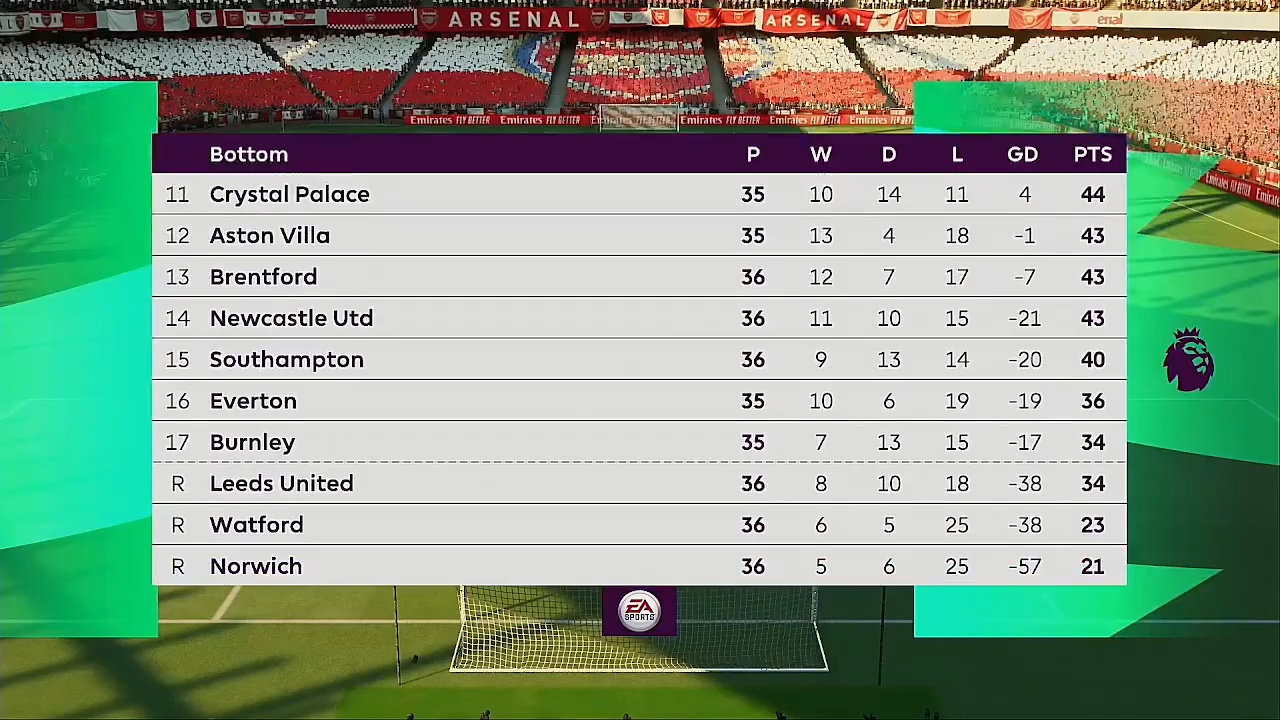 ARSENAL
ARSENAL
enal
Emirates FLY BETTER Emirates FLY BETTER Emirates FLY BETTER Emirates FLY BETTER Emirates FLY BETTER
Emirates
Bottom P W D L GD PTS
11 Crystal Palace 35 10 14 11 4 44
12 Aston Villa 35 13 4 18 -1 43
13 Brentford 36 12 7 17 -7 43
14 Newcastle Utd 36 11 10 15 -21 43
15 Southampton 36 9 13 14 -20 40
16 Everton 35 10 6 19 -19 36
17 Burnley 35 7 13 15 -17 34
R Leeds United 36 8 10 18 -38 34
R Watford 36 6 5 25 -38 23
R Norwich 36 5 6 25 -57 21
EA
SPORTS